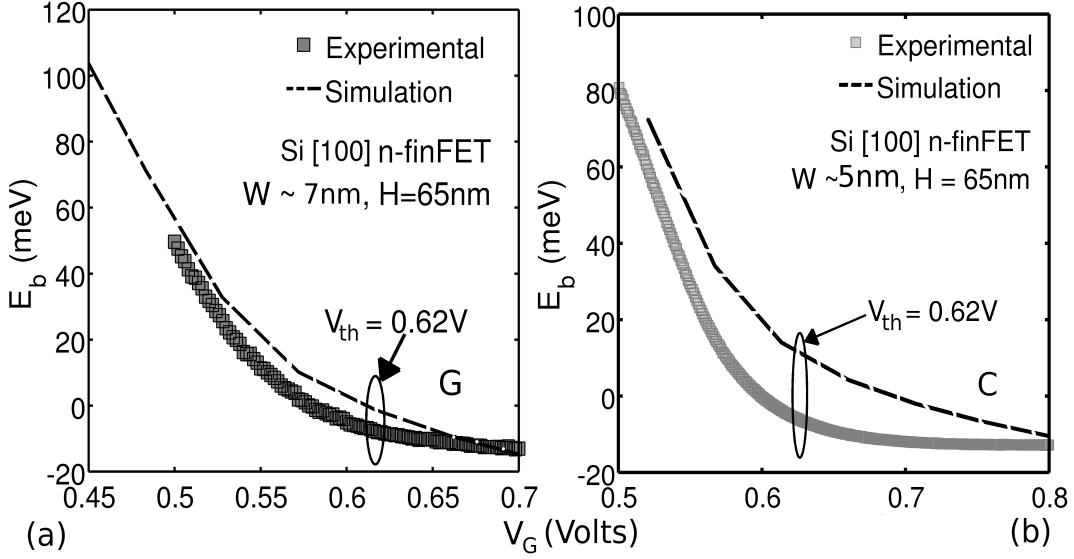 120
100
80
60
40
20
0
-20
E_b (meV)
Experimental
Simulation
Si [100] n-finFET
W ~ 7nm, H=65nm
V_th = 0.62V
G
0.45 0.5 0.55 0.6 0.65 0.7
(a)
100
80
60
40
20
0
-20
E_b (meV)
Experimental
Simulation
Si [100] n-finFET
W ~5nm, H = 65nm
V_th = 0.62V
C
0.5 0.6 0.7 0.8
(b)
V_G (Volts)